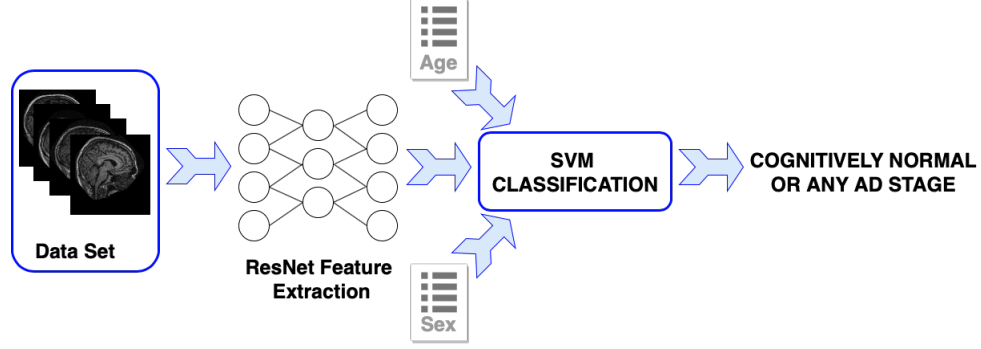 Age
SVM
CLASSIFICATION
COGNITIVELY NORMAL
OR ANY AD STAGE
Data Set
ResNet Feature
Extraction
Sex